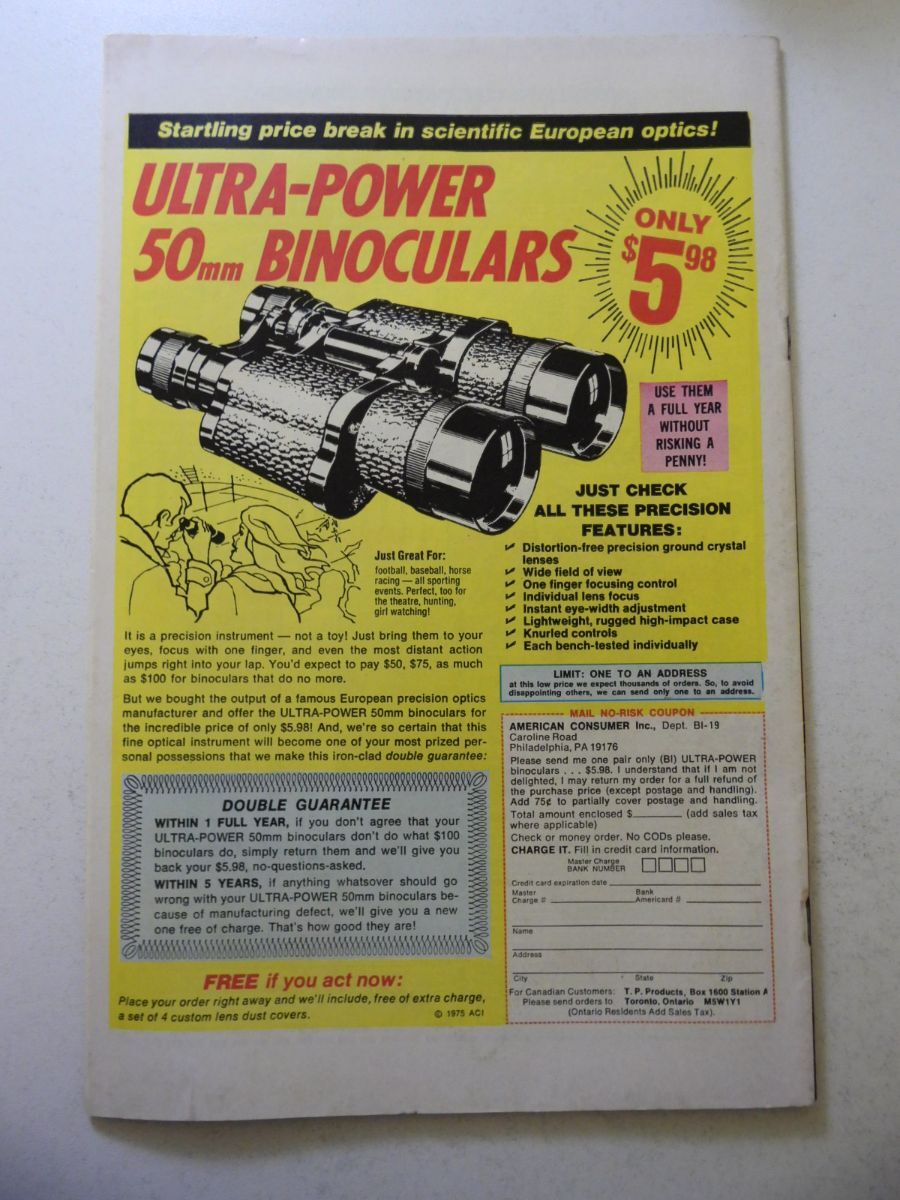 Startling price break in scientific European optics!
ULTRA-POWER
50mm BINOCULARS
ONLY
$5 98
USE THEM
A FULL YEAR
WITHOUT
RISKING A
PENNY!
JUST CHECK
ALL THESE PRECISION
FEATURES:
✔ Distortion-free precision ground crystal
lenses
✔ Wide field of view
✔ One finger focusing control
✔ Individual lens focus
✔ Instant eye-width adjustment
✔ Lightweight, rugged high-impact case
✔ Knurled controls
✔ Each bench-tested individually
Just Great For:
football, baseball, horse
racing — all sporting
events. Perfect, too for
the theatre, hunting,
girl watching!
It is a precision instrument — not a toy! Just bring them to your
eyes, focus with one finger, and even the most distant action
jumps right into your lap. You'd expect to pay $50, $75, as much
as $100 for binoculars that do no more.
But we bought the output of a famous European precision optics
manufacturer and offer the ULTRA-POWER 50mm binoculars for
the incredible price of only $5.98! And, we're so certain that this
fine optical instrument will become one of your most prized per-
sonal possessions that we make this iron-clad double guarantee:
DOUBLE GUARANTEE
WITHIN 1 FULL YEAR, if you don't agree that your
ULTRA-POWER 50mm binoculars don't do what $100
binoculars do, simply return them and we'll give you
back your $5.98, no-questions-asked.
WITHIN 5 YEARS, if anything whatsover should go
wrong with your ULTRA-POWER 50mm binoculars be-
cause of manufacturing defect, we'll give you a new
one free of charge. That's how good they are!
FREE if you act now:
Place your order right away and we'll include, free of extra charge,
a set of 4 custom lens dust covers.
© 1975 ACI
LIMIT: ONE TO AN ADDRESS
at this low price we expect thousands of orders. So, to avoid
disappointing others, we can send only one to an address.
MAIL NO-RISK COUPON
AMERICAN CONSUMER Inc., Dept. BI-19
Caroline Road
Philadelphia, PA 19176
Please send me one pair only (BI) ULTRA-POWER
binoculars . . . $5.98. I understand that if I am not
delighted, I may return my order for a full refund of
the purchase price (except postage and handling).
Add 75¢ to partially cover postage and handling.
Total amount enclosed $ (add sales tax
where applicable)
Check or money order. No CODs please.
CHARGE IT. Fill in credit card information.
Master Charge
BANK NUMBER
Credit card expiration date
Master Bank
Charge # Americard #
Name
Address
City State Zip
For Canadian Customers: T. P. Products, Box 1600 Station A
Please send orders to Toronto, Ontario M5W1Y1
(Ontario Residents Add Sales Tax).